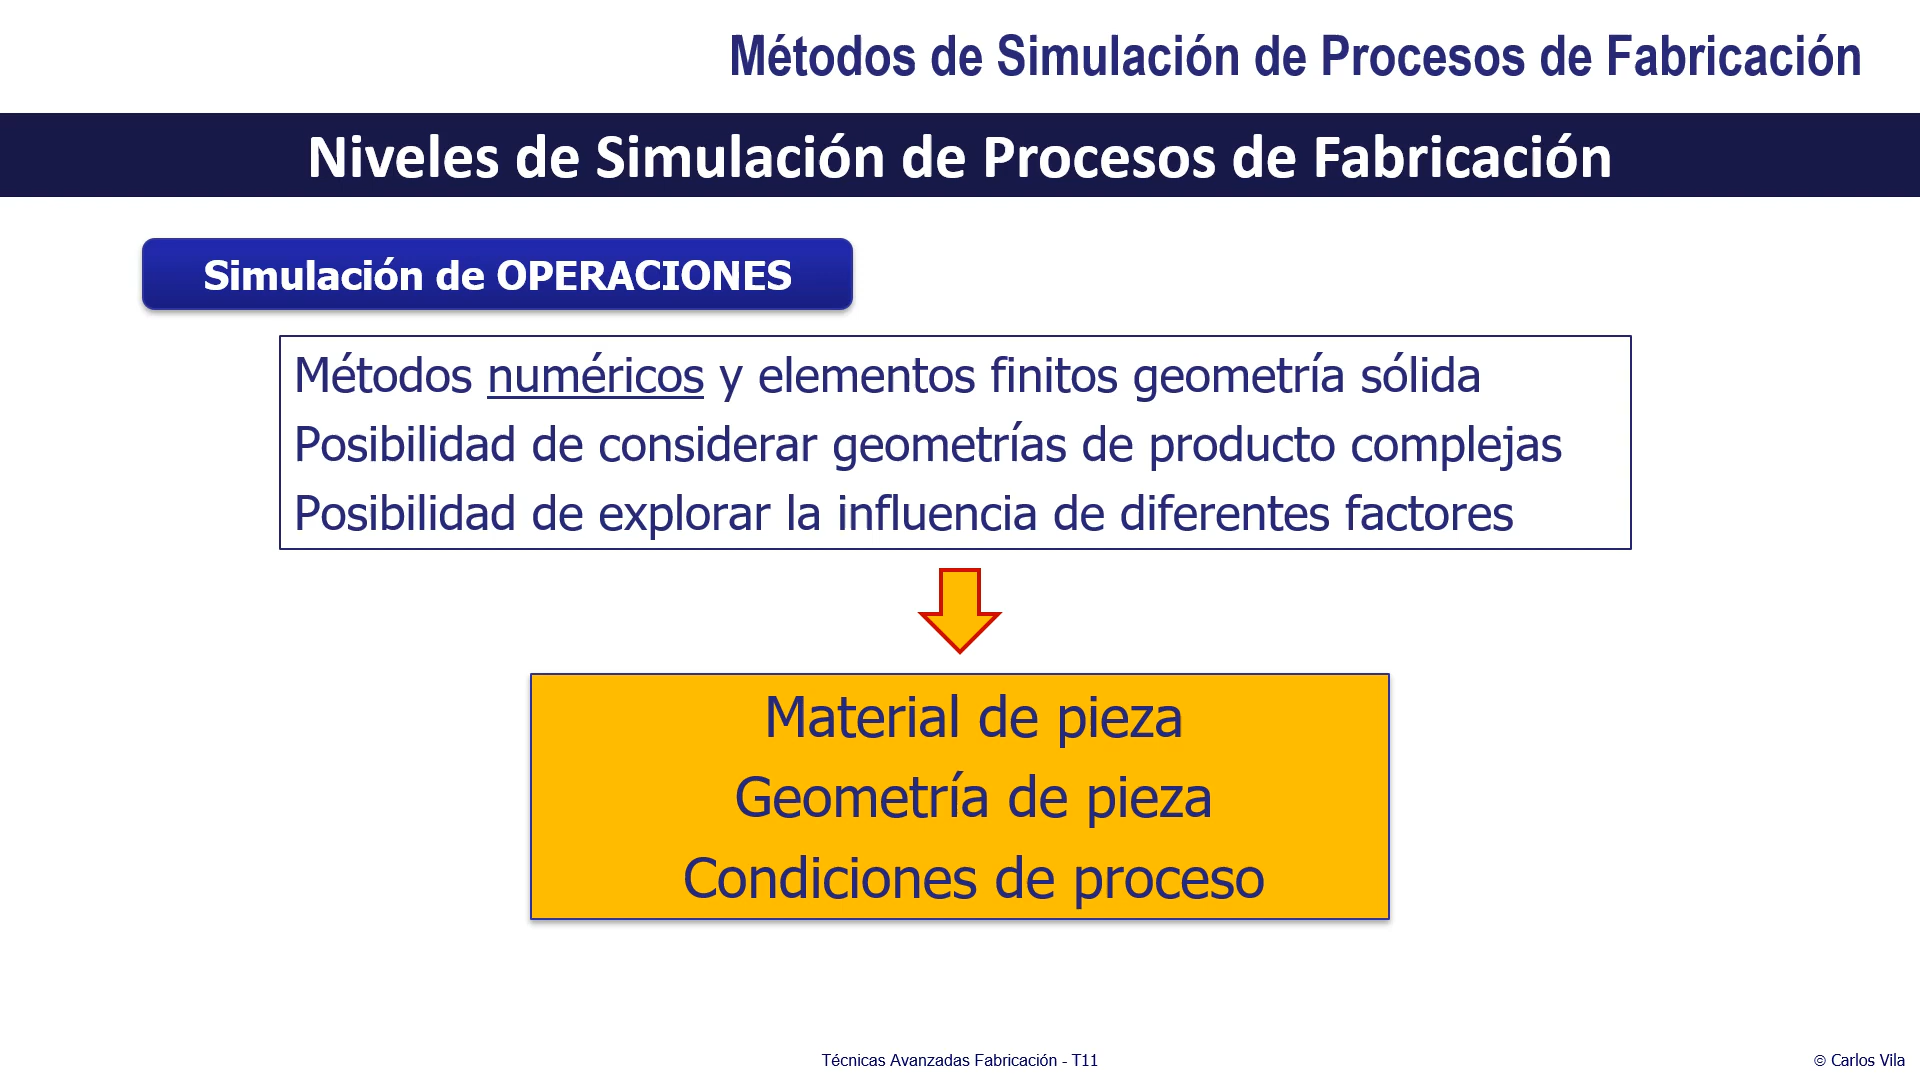 Métodos de Simulación de Procesos de Fabricación
Niveles de Simulación de Procesos de Fabricación
Simulación de OPERACIONES
Métodos numéricos y elementos finitos geometría sólida
Posibilidad de considerar geometrías de producto complejas
Posibilidad de explorar la influencia de diferentes factores
Material de pieza
Geometría de pieza
Condiciones de proceso
Técnicas Avanzadas Fabricación - T11
© Carlos Vila